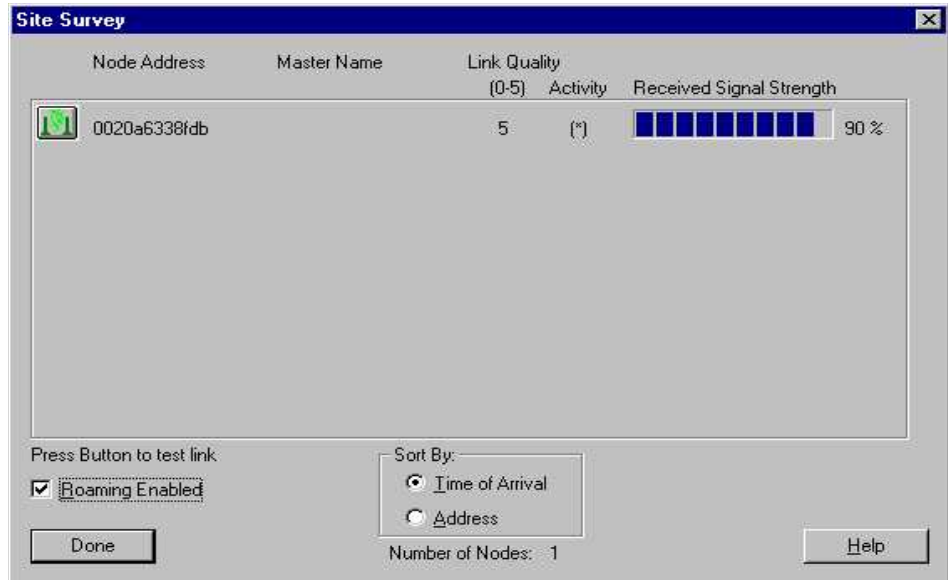 Site Survey
Node Address Master Name Link Quality
(0-5) Activity Received Signal Strength
0020a6338fdb 5 (*) 90 %
Press Button to test link
Roaming Enabled
Sort By:
Time of Arrival
Address
Done
Number of Nodes: 1
Help